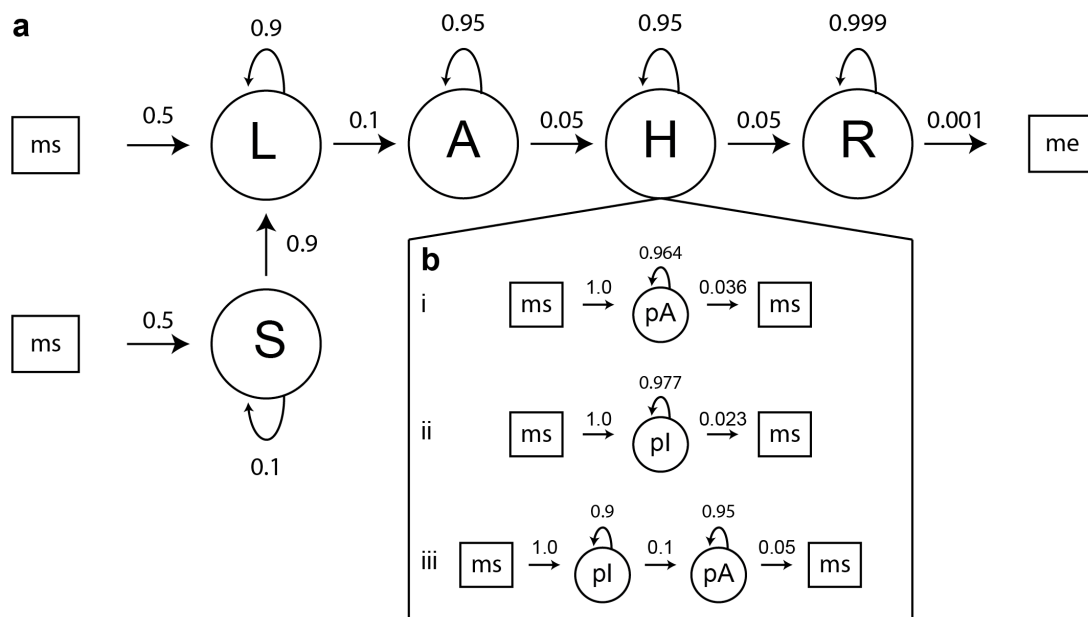 a
0.9 0.95 0.95 0.999
ms 0.5 L 0.1 A 0.05 H 0.05 R 0.001 me
0.9
ms 0.5 S
0.1
b
0.964
i ms 1.0 pA 0.036 ms
0.977
ii ms 1.0 pI 0.023 ms
0.9 0.95
iii ms 1.0 pI 0.1 pA 0.05 ms